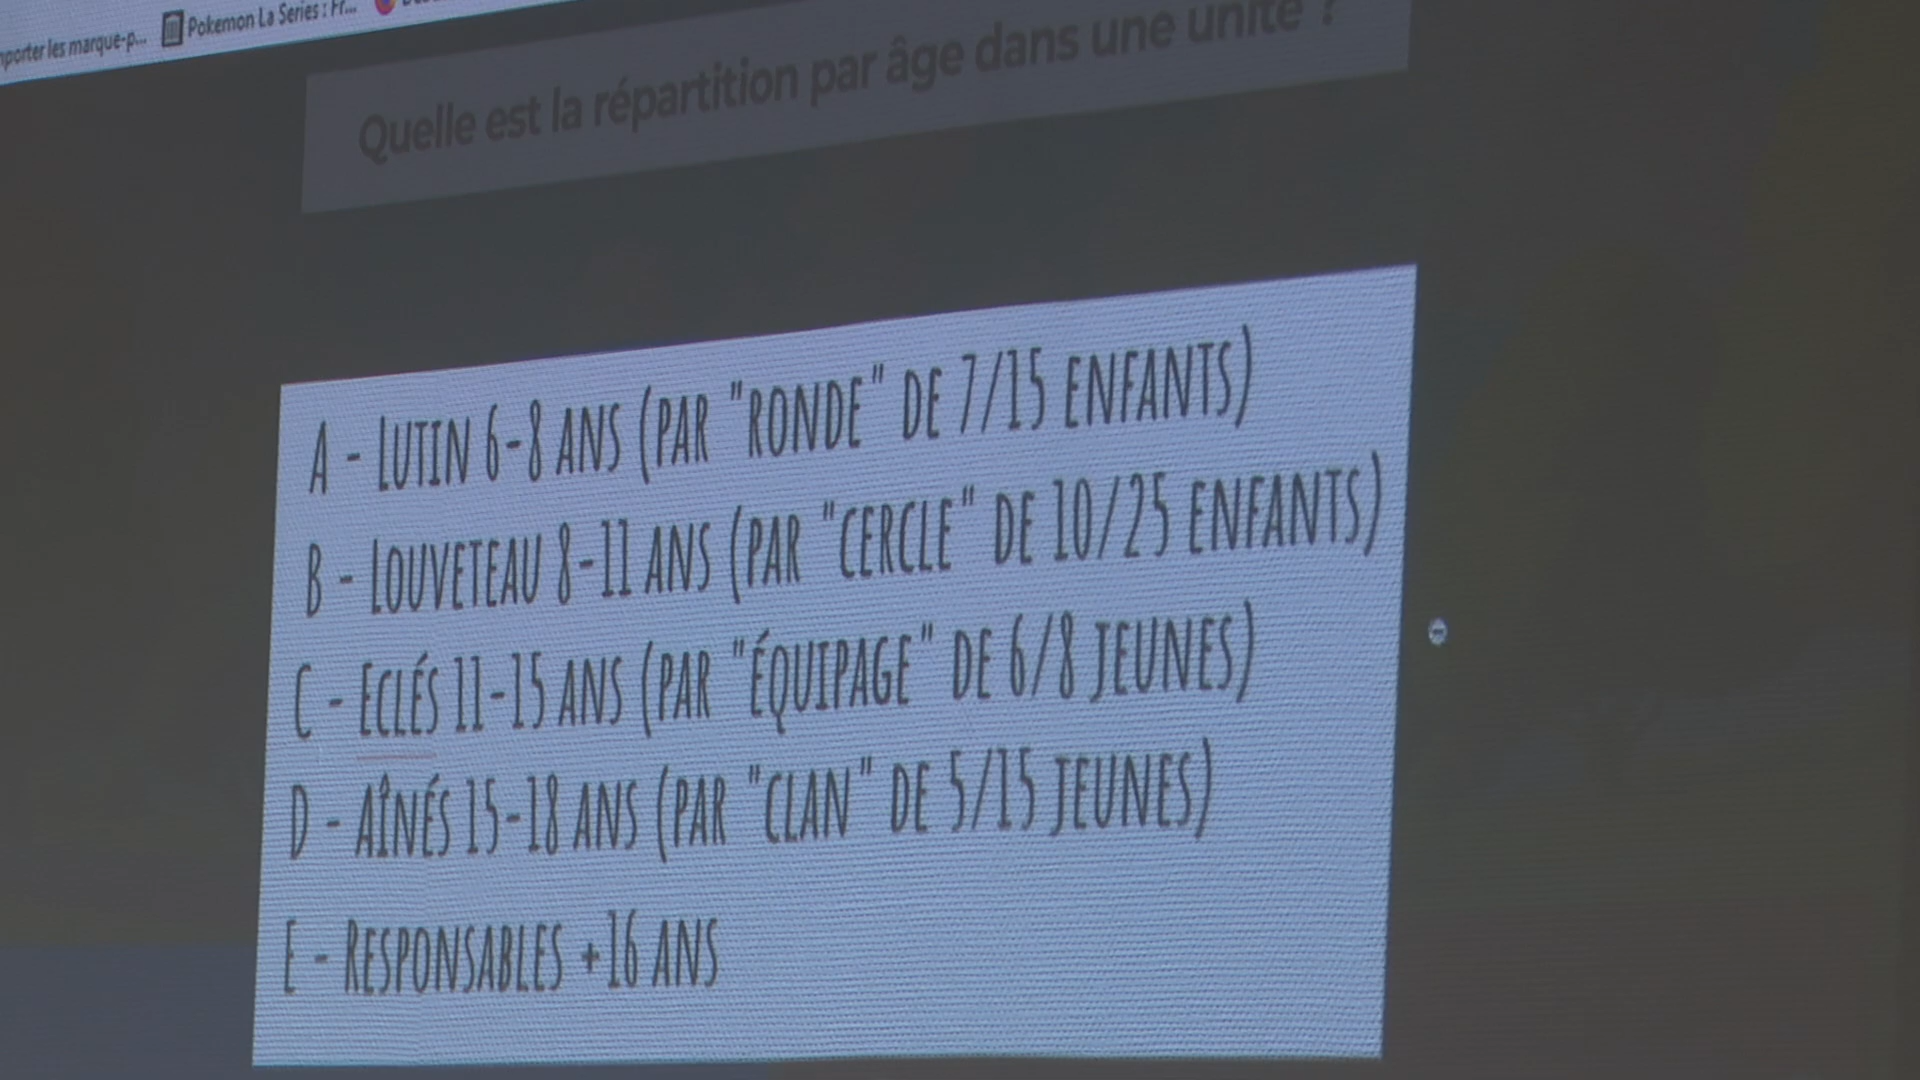 mporter les marque-p... Pokemon La Series : Fr...
Quelle est la répartition par âge dans une unité ?
A - Lutin 6-8 ans (par "ronde" de 7/15 enfants)
B - Louveteau 8-11 ans (par "cercle" de 10/25 enfants)
C - Eclés 11-15 ans (par "équipage" de 6/8 jeunes)
D - Aînés 15-18 ans (par "clan" de 5/15 jeunes)
E - Responsables +16 ans